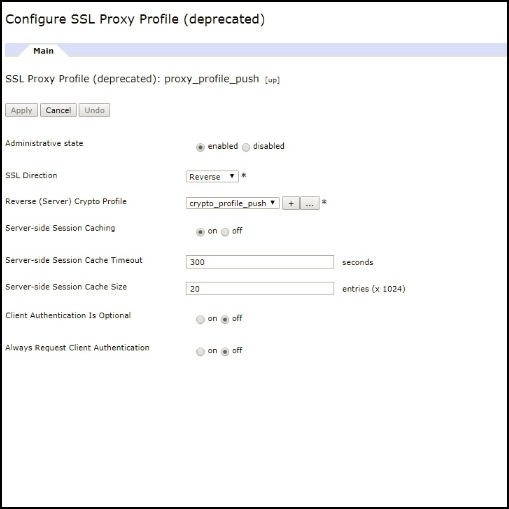 Configure SSL Proxy Profile (deprecated)
Main
SSL Proxy Profile (deprecated): proxy_profile_push [up]
Apply Cancel Undo
Administrative state enabled disabled
SSL Direction Reverse *
Reverse (Server) Crypto Profile crypto_profile_push + ... *
Server-side Session Caching on off
Server-side Session Cache Timeout 300 seconds
Server-side Session Cache Size 20 entries (x 1024)
Client Authentication Is Optional on off
Always Request Client Authentication on off